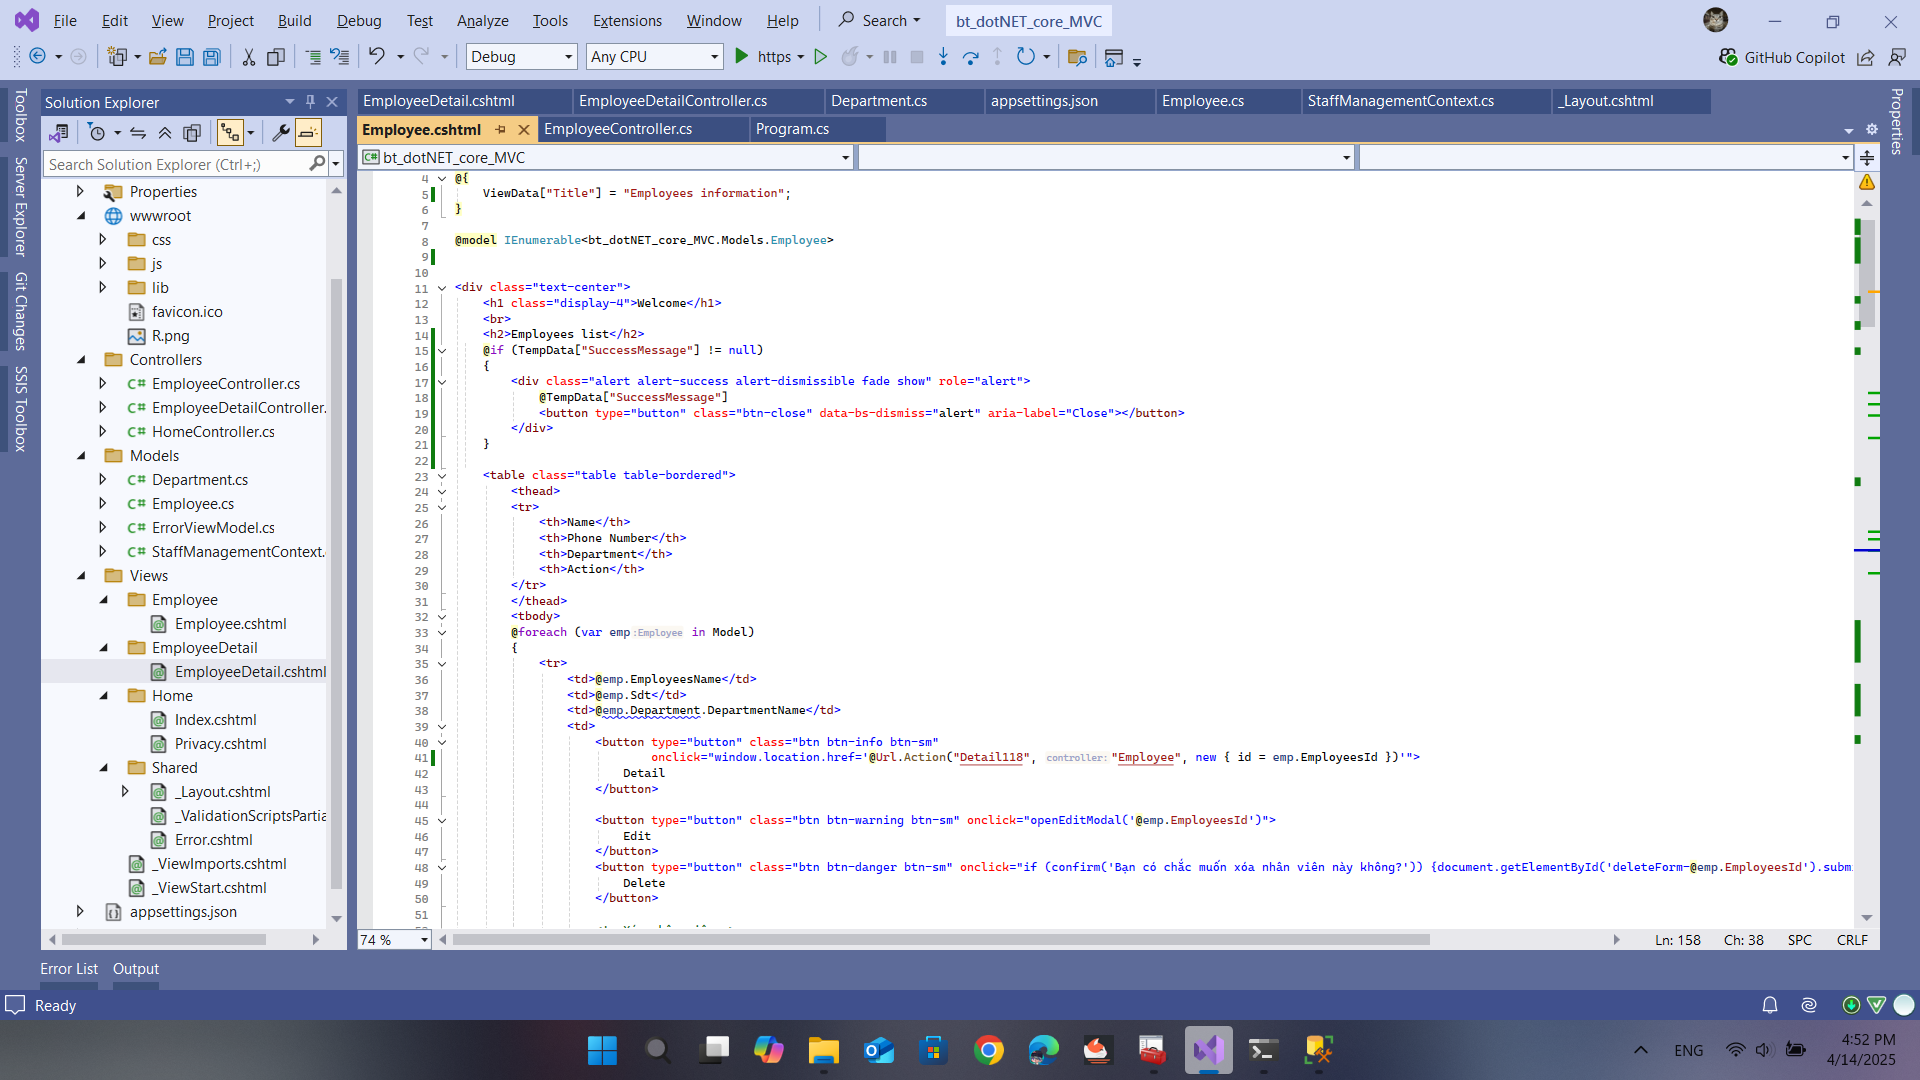 File Edit View Project Build Debug Test Analyze Tools Extensions Window Help Search bt_dotNET_core_MVC
Debug Any CPU https GitHub Copilot
Toolbox
Server Explorer
Git Changes
SSIS Toolbox
Solution Explorer
Search Solution Explorer (Ctrl+;)
Properties
wwwroot
css
js
lib
favicon.ico
R.png
Controllers
C# EmployeeController.cs
C# EmployeeDetailController.
C# HomeController.cs
Models
C# Department.cs
C# Employee.cs
C# ErrorViewModel.cs
C# StaffManagementContext.
Views
Employee
Employee.cshtml
EmployeeDetail
EmployeeDetail.cshtml
Home
Index.cshtml
Privacy.cshtml
Shared
_Layout.cshtml
_ValidationScriptsPartia
Error.cshtml
_ViewImports.cshtml
_ViewStart.cshtml
appsettings.json
EmployeeDetail.cshtml EmployeeDetailController.cs Department.cs appsettings.json Employee.cs StaffManagementContext.cs _Layout.cshtml
Employee.cshtml EmployeeController.cs Program.cs
C# bt_dotNET_core_MVC
4 @{
5 ViewData["Title"] = "Employees information";
6 }
7
8 @model IEnumerable<bt_dotNET_core_MVC.Models.Employee>
9
10
11 <div class="text-center">
12 <h1 class="display-4">Welcome</h1>
13 <br>
14 <h2>Employees list</h2>
15 @if (TempData["SuccessMessage"] != null)
16 {
17 <div class="alert alert-success alert-dismissible fade show" role="alert">
18 @TempData["SuccessMessage"]
19 <button type="button" class="btn-close" data-bs-dismiss="alert" aria-label="Close"></button>
20 </div>
21 }
22
23 <table class="table table-bordered">
24 <thead>
25 <tr>
26 <th>Name</th>
27 <th>Phone Number</th>
28 <th>Department</th>
29 <th>Action</th>
30 </tr>
31 </thead>
32 <tbody>
33 @foreach (var emp:Employee in Model)
34 {
35 <tr>
36 <td>@emp.EmployeesName</td>
37 <td>@emp.Sdt</td>
38 <td>@emp.Department.DepartmentName</td>
39 <td>
40 <button type="button" class="btn btn-info btn-sm"
41 onclick="window.location.href='@Url.Action("Detail118", controller:"Employee", new { id = emp.EmployeesId })'">
42 Detail
43 </button>
44
45 <button type="button" class="btn btn-warning btn-sm" onclick="openEditModal('@emp.EmployeesId')">
46 Edit
47 </button>
48 <button type="button" class="btn btn-danger btn-sm" onclick="if (confirm('Bạn có chắc muốn xóa nhân viên này không?')) {document.getElementById('deleteForm-@emp.EmployeesId').subm
49 Delete
50 </button>
51
Properties
74 % Ln: 158 Ch: 38 SPC CRLF
Error List Output
Ready
ENG
4:52 PM
4/14/2025